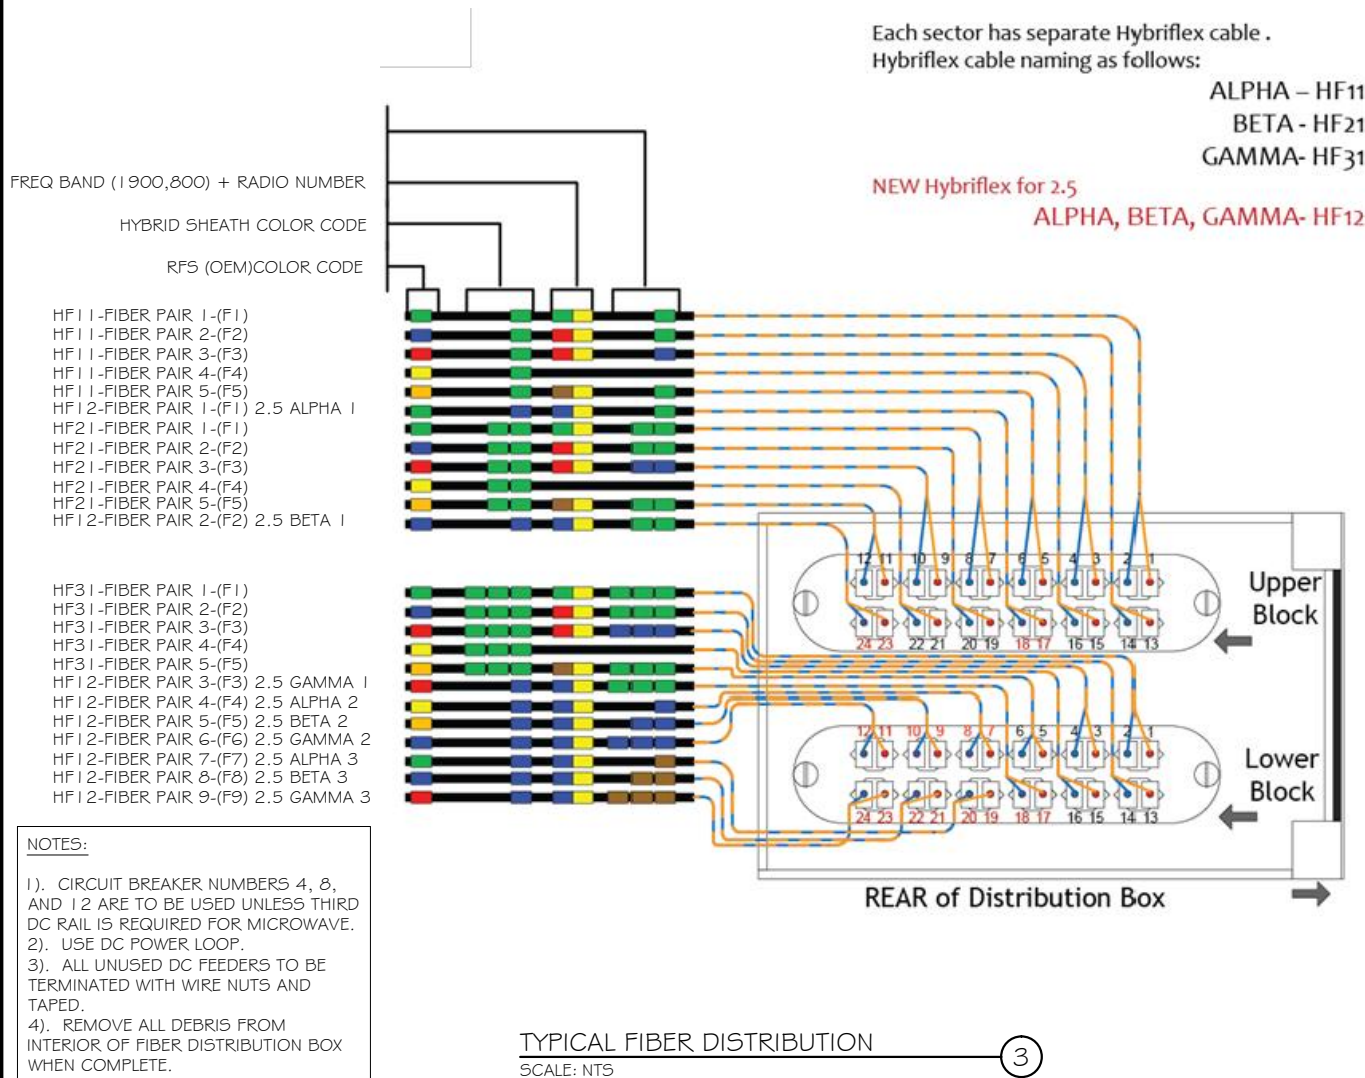 Each sector has separate Hybriflex cable .
Hybriflex cable naming as follows:
ALPHA – HF11
BETA - HF21
GAMMA- HF31
NEW Hybriflex for 2.5
ALPHA, BETA, GAMMA- HF12
FREQ BAND (1900,800) + RADIO NUMBER
HYBRID SHEATH COLOR CODE
RFS (OEM)COLOR CODE
HF11-FIBER PAIR 1-(F1)
HF11-FIBER PAIR 2-(F2)
HF11-FIBER PAIR 3-(F3)
HF11-FIBER PAIR 4-(F4)
HF11-FIBER PAIR 5-(F5)
HF12-FIBER PAIR 1-(F1) 2.5 ALPHA 1
HF21-FIBER PAIR 1-(F1)
HF21-FIBER PAIR 2-(F2)
HF21-FIBER PAIR 3-(F3)
HF21-FIBER PAIR 4-(F4)
HF21-FIBER PAIR 5-(F5)
HF12-FIBER PAIR 2-(F2) 2.5 BETA 1
12 11 10 9 8 7 6 5 4 3 2 1
Upper
Block
24 23 22 21 20 19 18 17 16 15 14 13
HF31-FIBER PAIR 1-(F1)
HF31-FIBER PAIR 2-(F2)
HF31-FIBER PAIR 3-(F3)
HF31-FIBER PAIR 4-(F4)
HF31-FIBER PAIR 5-(F5)
HF12-FIBER PAIR 3-(F3) 2.5 GAMMA 1
HF12-FIBER PAIR 4-(F4) 2.5 ALPHA 2
HF12-FIBER PAIR 5-(F5) 2.5 BETA 2
HF12-FIBER PAIR 6-(F6) 2.5 GAMMA 2
HF12-FIBER PAIR 7-(F7) 2.5 ALPHA 3
HF12-FIBER PAIR 8-(F8) 2.5 BETA 3
HF12-FIBER PAIR 9-(F9) 2.5 GAMMA 3
12 11 10 9 8 7 6 5 4 3 2 1
Lower
Block
24 23 22 21 20 19 18 17 16 15 14 13
REAR of Distribution Box
NOTES:
1). CIRCUIT BREAKER NUMBERS 4, 8,
AND 12 ARE TO BE USED UNLESS THIRD
DC RAIL IS REQUIRED FOR MICROWAVE.
2). USE DC POWER LOOP.
3). ALL UNUSED DC FEEDERS TO BE
TERMINATED WITH WIRE NUTS AND
TAPED.
4). REMOVE ALL DEBRIS FROM
INTERIOR OF FIBER DISTRIBUTION BOX
WHEN COMPLETE.
TYPICAL FIBER DISTRIBUTION
3
SCALE: NTS